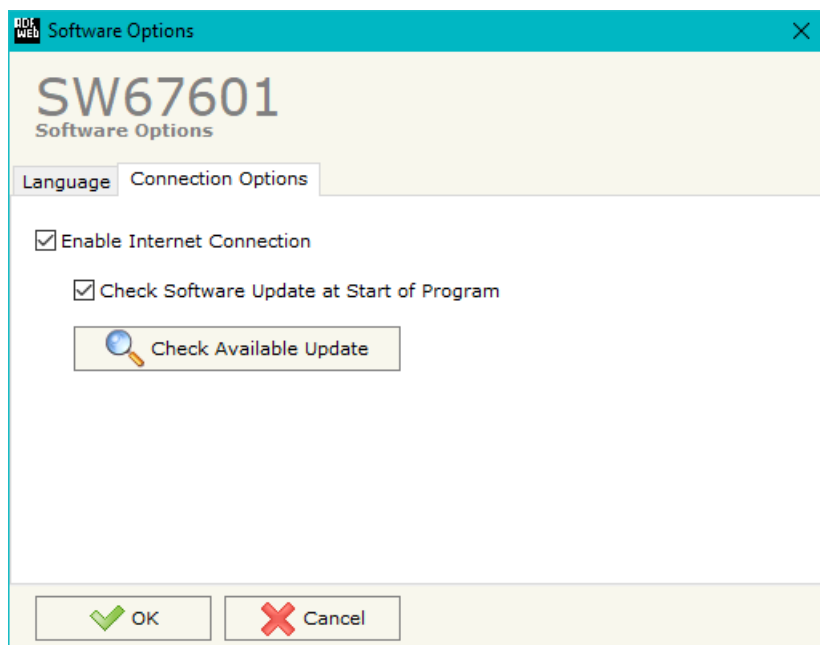 ADF
WEB
Software Options
SW67601
Software Options
Language
Connection Options
Enable Internet Connection
Check Software Update at Start of Program
Check Available Update
OK
Cancel